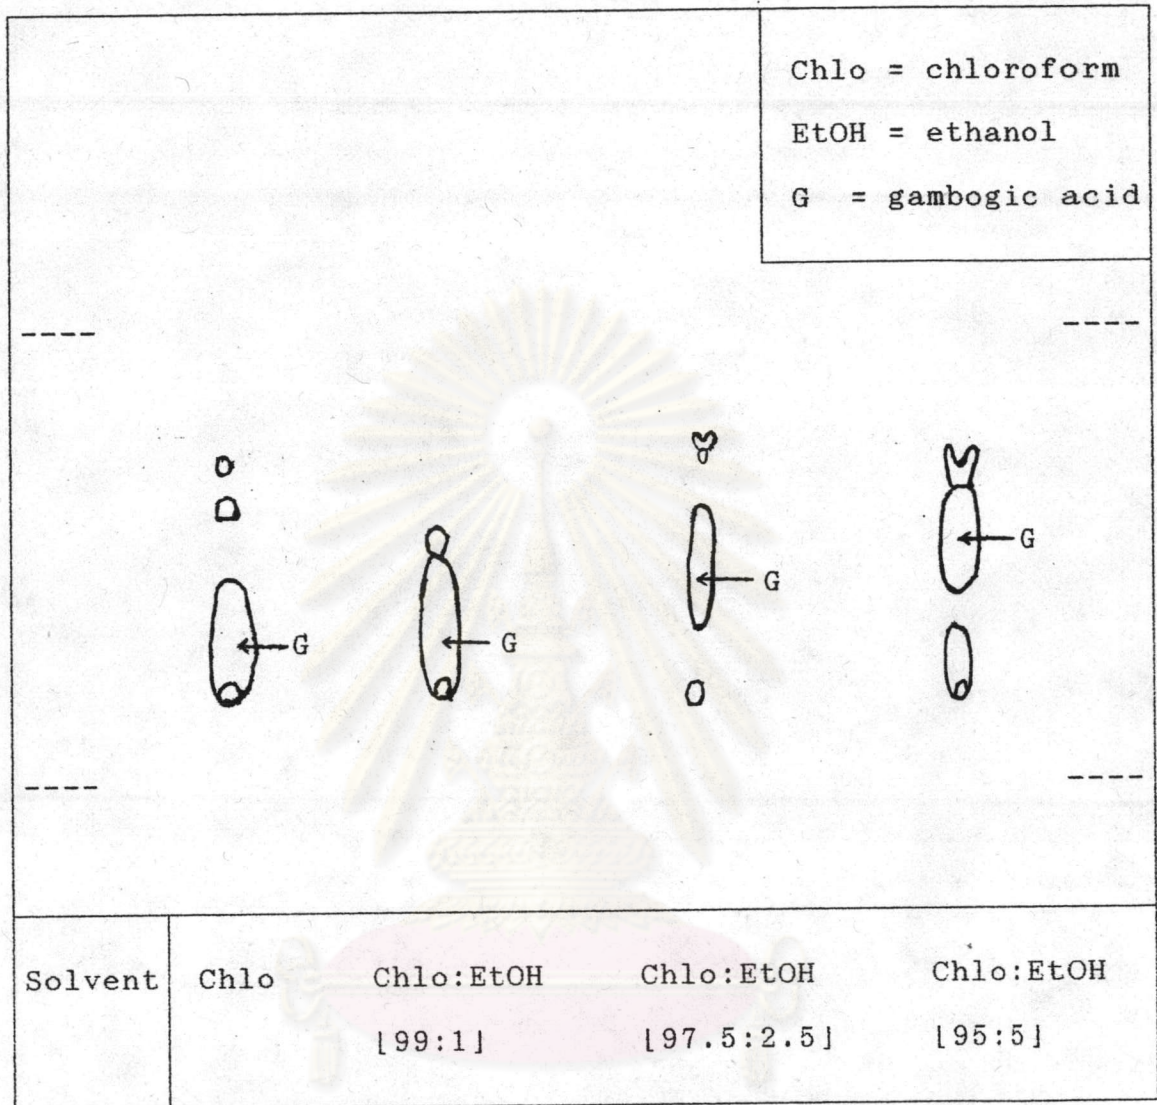 Chlo = chloroform
EtOH = ethanol
G = gambogic acid
G
G
G
G
Solvent Chlo Chlo:EtOH Chlo:EtOH Chlo:EtOH
[99:1] [97.5:2.5] [95:5]